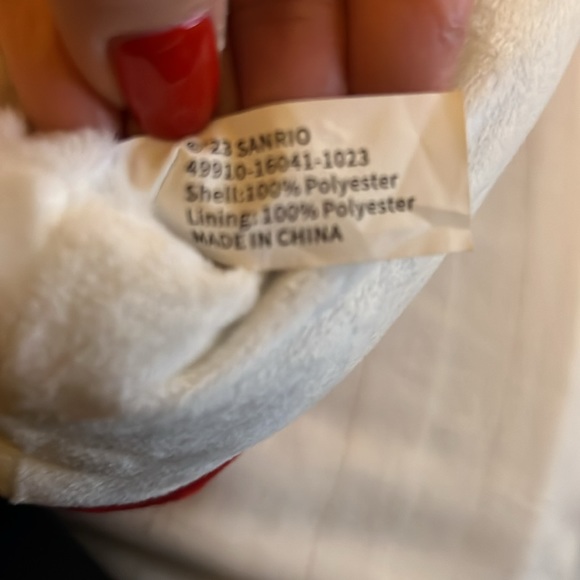 © '23 SANRIO
49910-16041-1023
Shell:100% Polyester
Lining: 100% Polyester
MADE IN CHINA